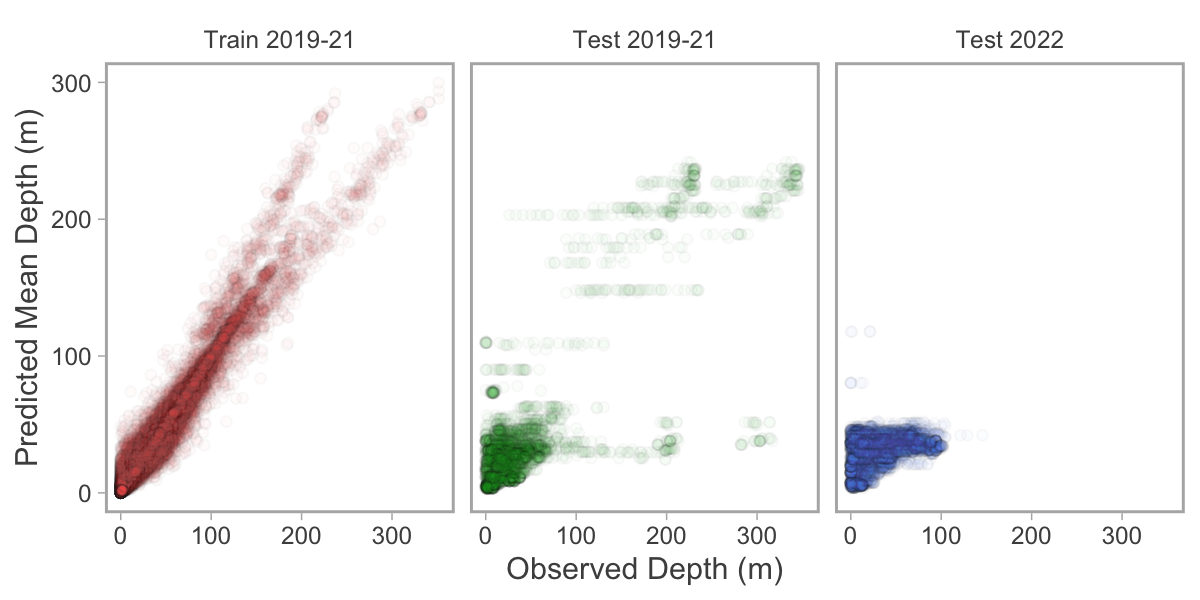 Train 2019-21
Test 2019-21
Test 2022
Predicted Mean Depth (m)
300
200
100
0
0 100 200 300
0 100 200 300
0 100 200 300
Observed Depth (m)